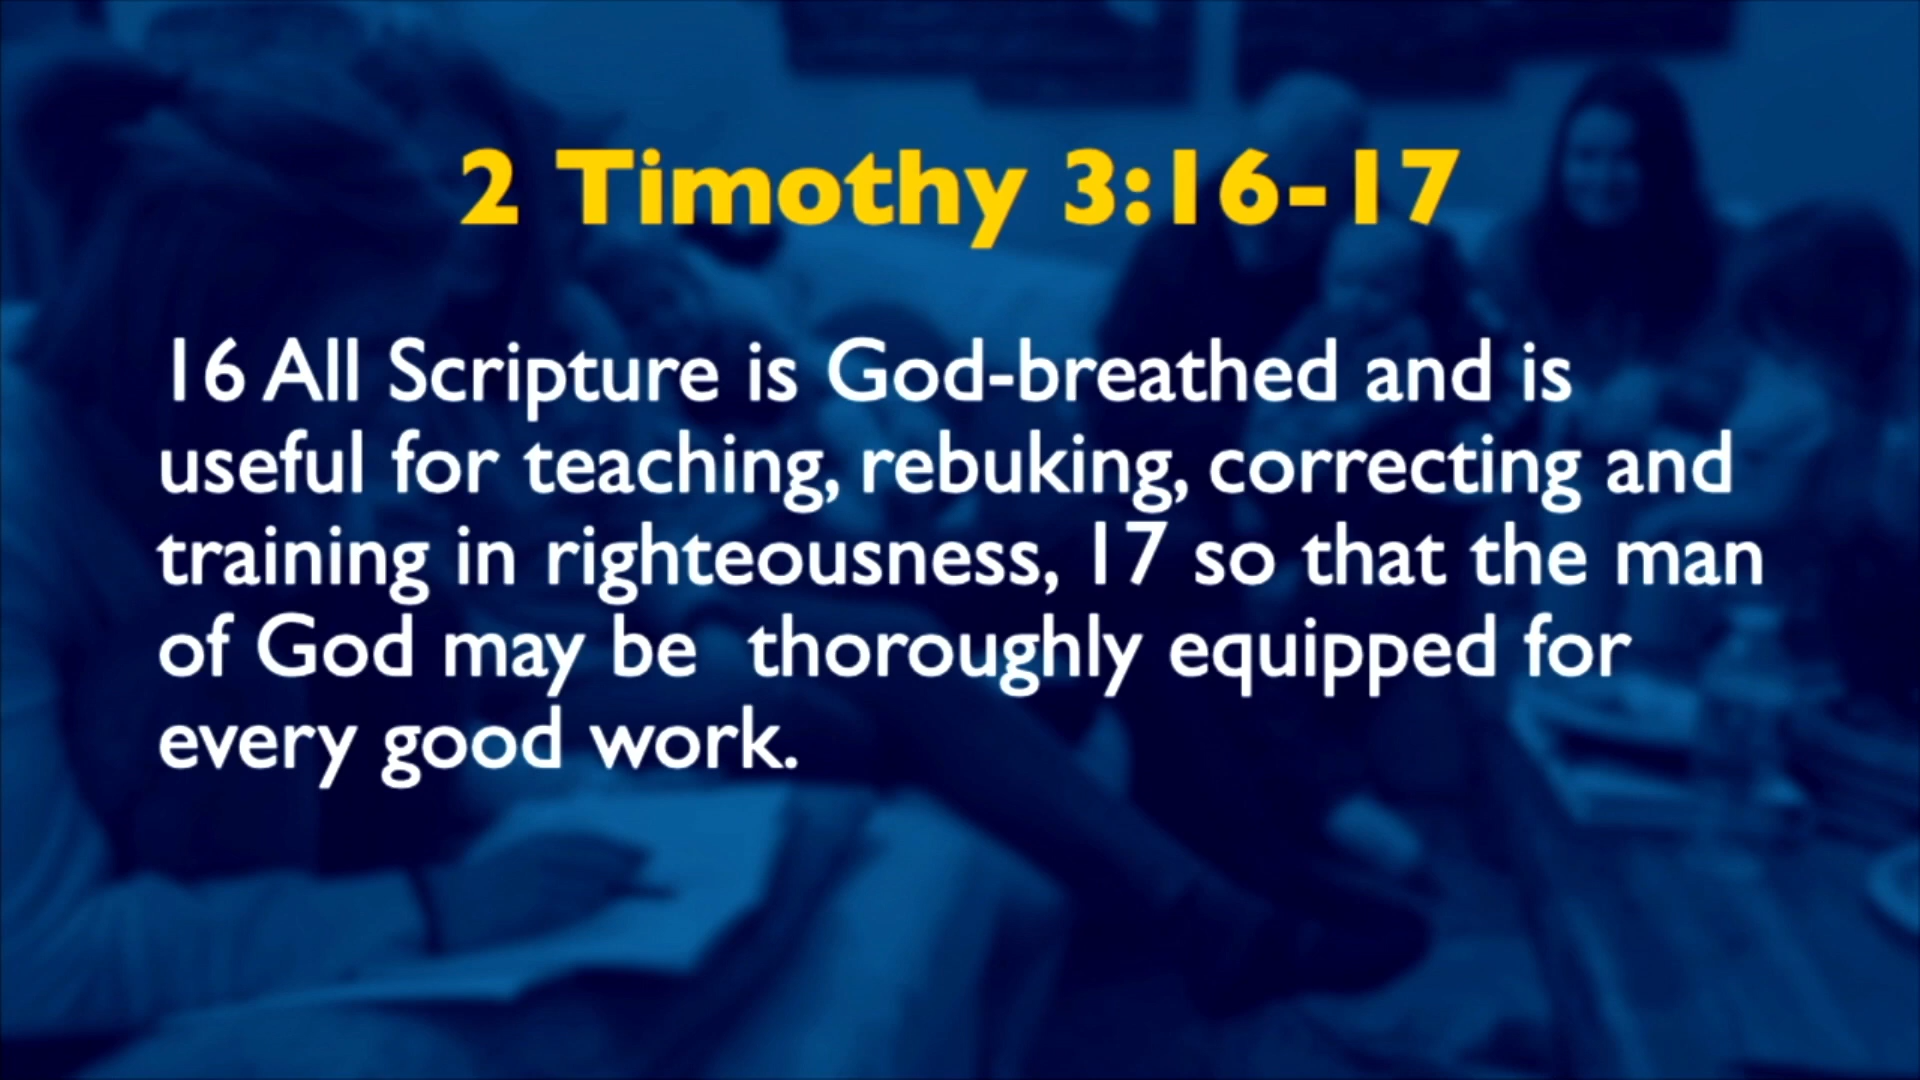 2 Timothy 3:16-17
16 All Scripture is God-breathed and is
useful for teaching, rebuking, correcting and
training in righteousness, 17 so that the man
of God may be  thoroughly equipped for
every good work.